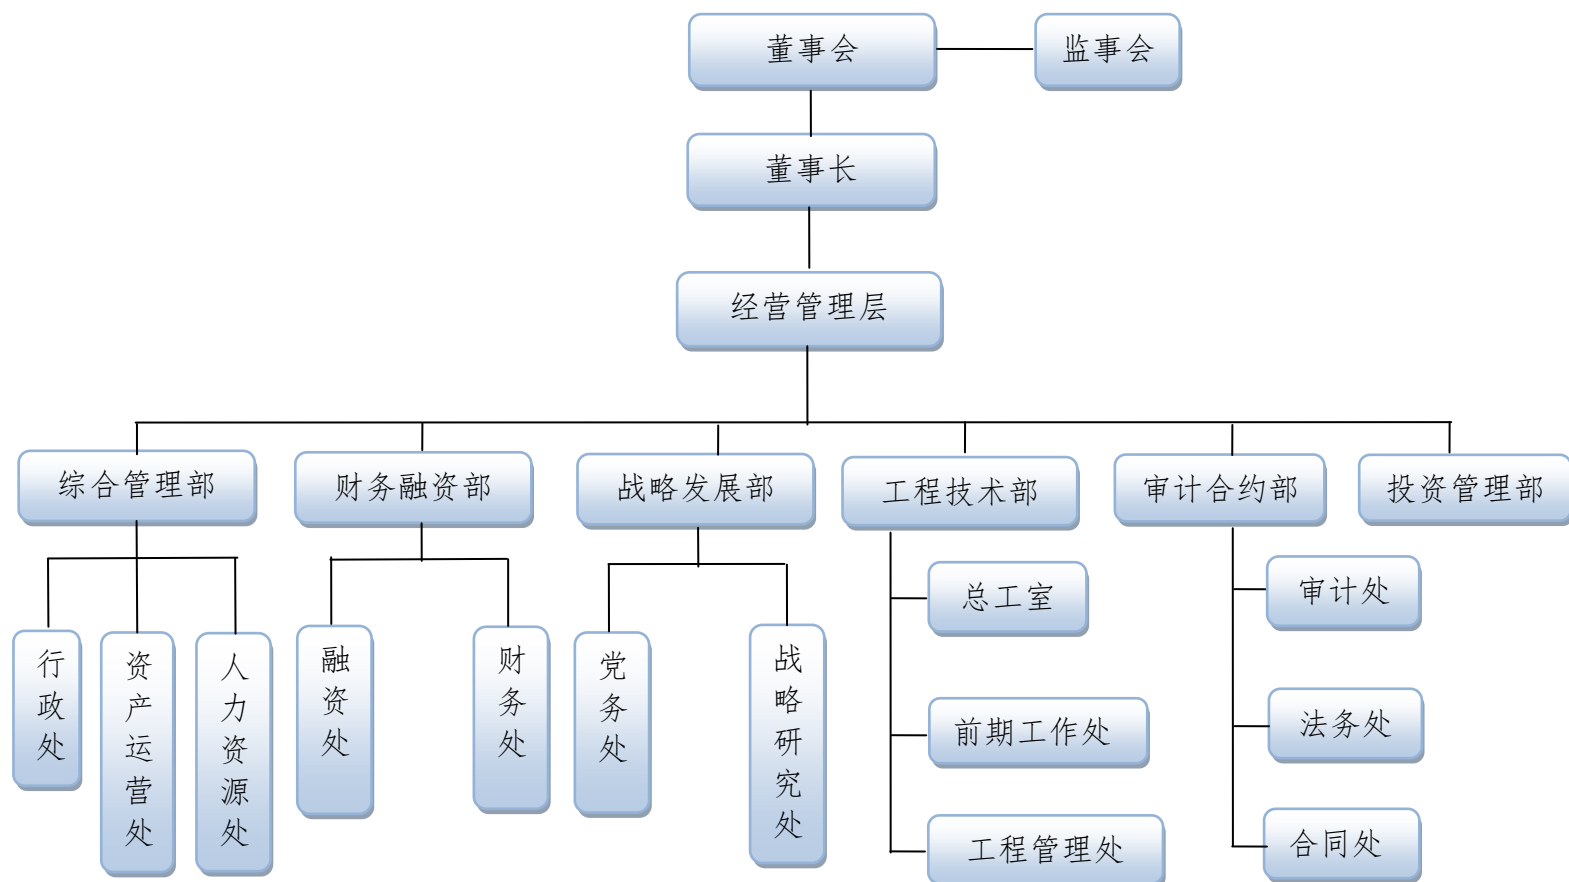 董事会
监事会
董事长
经营管理层
综合管理部
财务融资部
战略发展部
工程技术部
审计合约部
投资管理部
行政处
资产运营处
人力资源处
融资处
财务处
党务处
战略研究处
总工室
前期工作处
工程管理处
审计处
法务处
合同处